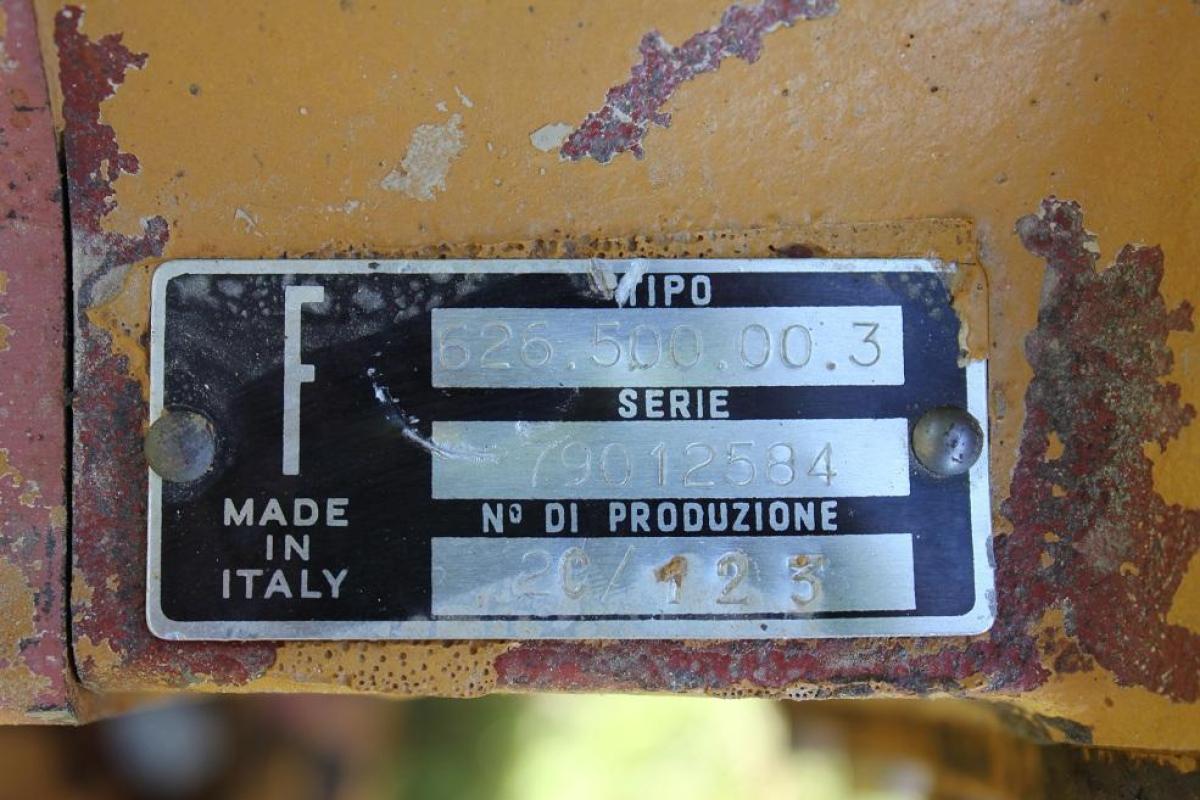 F
MADE
IN
ITALY
TIPO
626.500.00.3
SERIE
79012584
Nº DI PRODUZIONE
2C/123